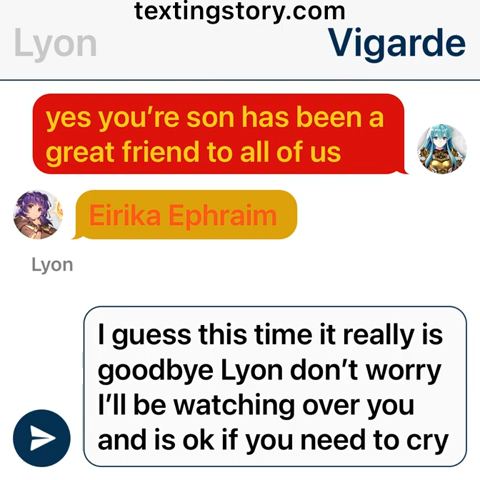 textingstory.com
Lyon
Vigarde
yes you’re son has been a
great friend to all of us
Eirika Ephraim
Lyon
I guess this time it really is
goodbye Lyon don’t worry
I’ll be watching over you
and is ok if you need to cry